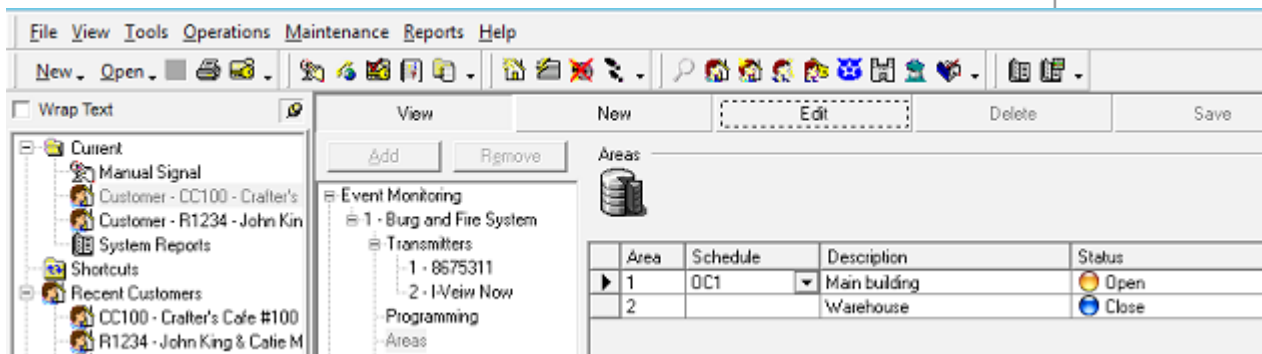 File View Tools Operations Maintenance Reports Help
New Open
Wrap Text
View New Edit Delete Save
Current
Manual Signal
Customer - CC100 - Crafter's
Customer - R1234 - John Kin
System Reports
Shortcuts
Recent Customers
CC100 - Crafter's Cafe #100
R1234 - John King & Catie M
Add Remove
Event Monitoring
1 - Burg and Fire System
Transmitters
1 - 8675311
2 - I-Veiw Now
Programming
Areas
Areas
Area Schedule Description Status
1 OC1 Main building Open
2 Warehouse Close